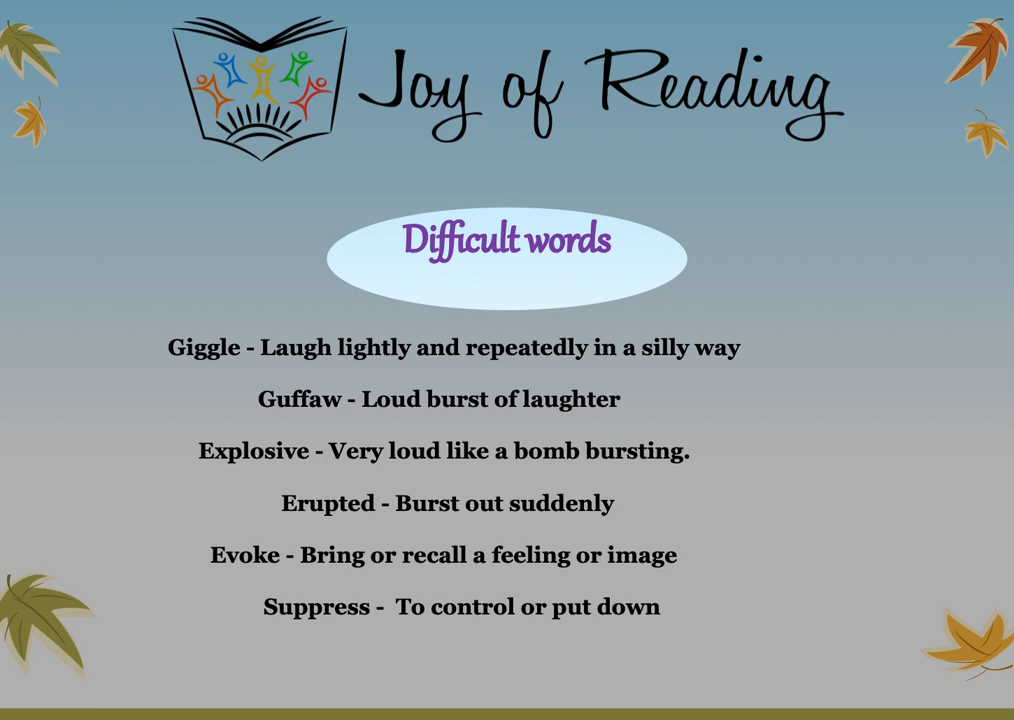 Joy of Reading
Difficult words
Giggle - Laugh lightly and repeatedly in a silly way
Guffaw - Loud burst of laughter
Explosive - Very loud like a bomb bursting.
Erupted - Burst out suddenly
Evoke - Bring or recall a feeling or image
Suppress -  To control or put down